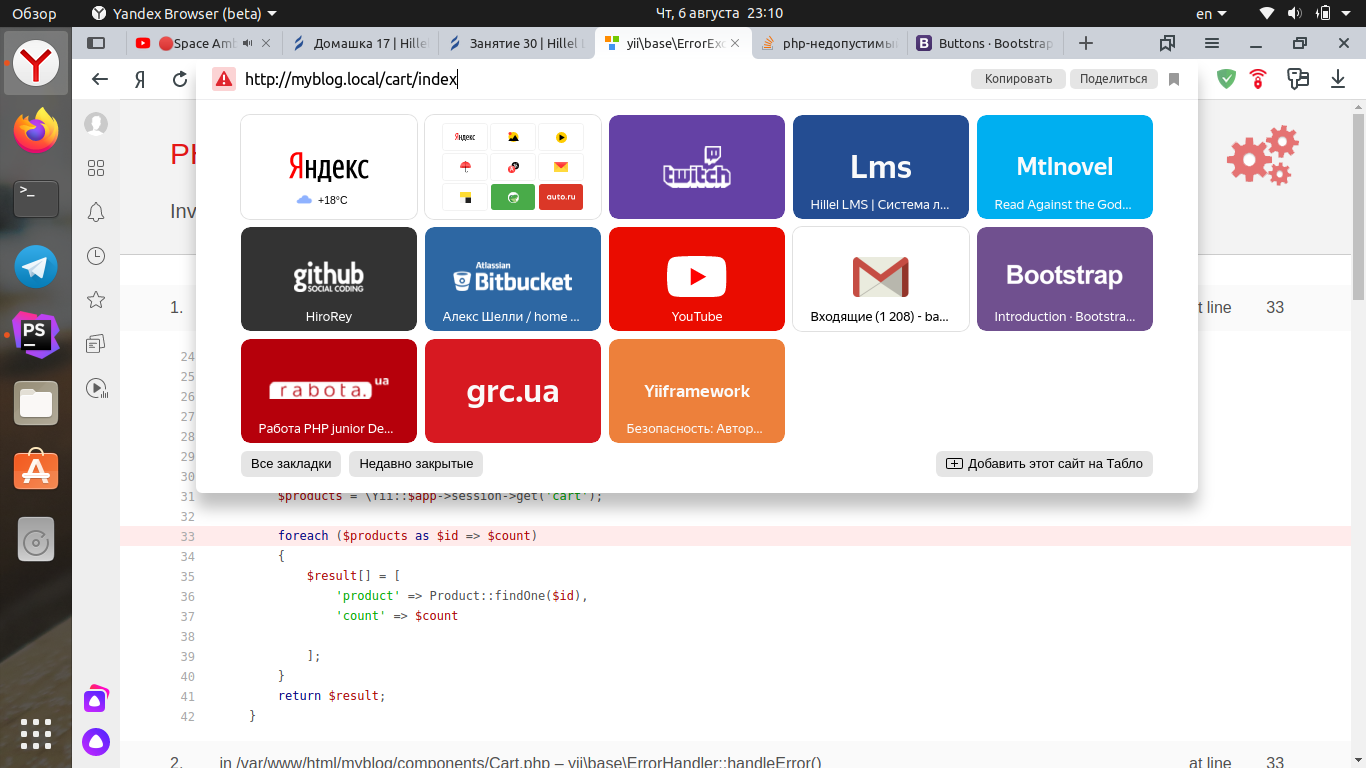 Обзор
Yandex Browser (beta)
Чт, 6 августа 23:10
en
Space Amb
Домашка 17 | Hillel
Занятие 30 | Hillel L
yii\base\ErrorExc
php-недопустимый
Buttons · Bootstrap
Я
http://myblog.local/cart/index
Копировать
Поделиться
PH
Inv
Яндекс
+18°C
Яндекс
auto.ru
twitch
Lms
Hillel LMS | Система л...
Mtlnovel
Read Against the God...
github
SOCIAL CODING
HiroRey
Atlassian
Bitbucket
Алекс Шелли / home ...
YouTube
Входящие (1 208) - ba...
Bootstrap
Introduction · Bootstra...
rabota.ua
Работа PHP junior De...
grc.ua
Yiiframework
Безопасность: Автор...
Все закладки
Недавно закрытые
Добавить этот сайт на Табло
PS
1.
t line 33
24
25
26
27
28
29
30
31 $products = \Yii::$app->session->get('cart');
32
33 foreach ($products as $id => $count)
34 {
35 $result[] = [
36 'product' => Product::findOne($id),
37 'count' => $count
38
39 ];
40 }
41 return $result;
42 }
2. in /var/www/html/myblog/components/Cart.php – yii\base\ErrorHandler::handleError() at line 33